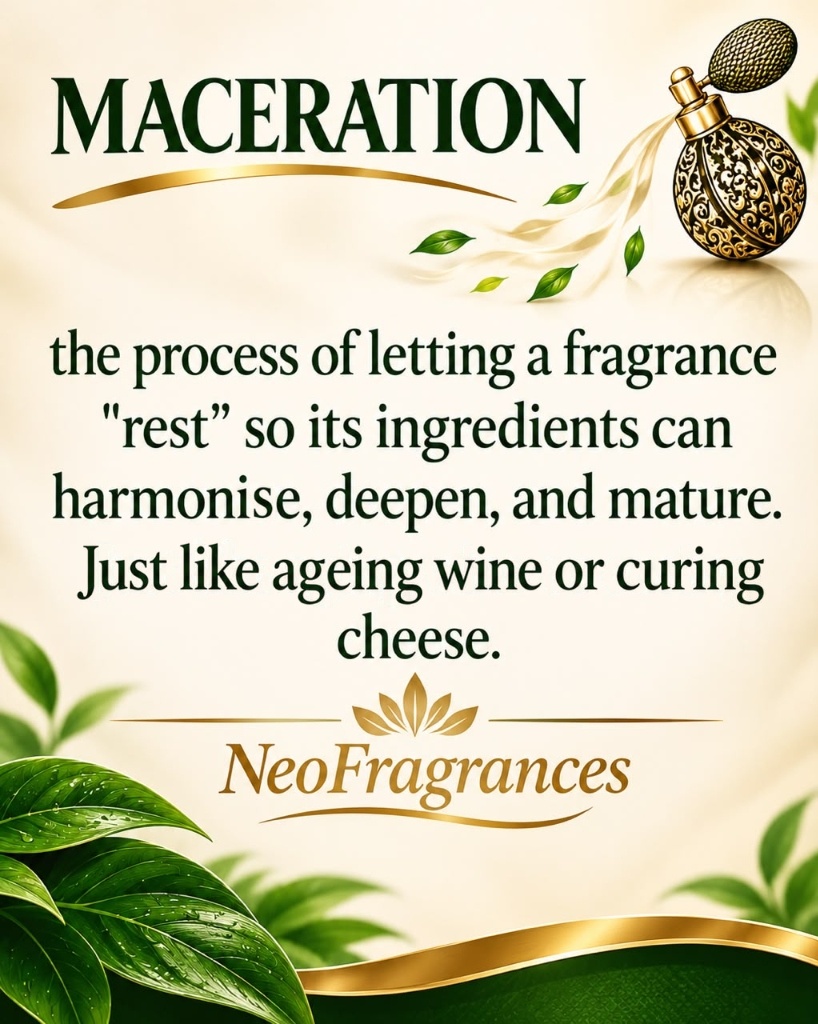 MACERATION
the process of letting a fragrance
"rest” so its ingredients can
harmonise, deepen, and mature.
Just like ageing wine or curing
cheese.
NeoFragrances